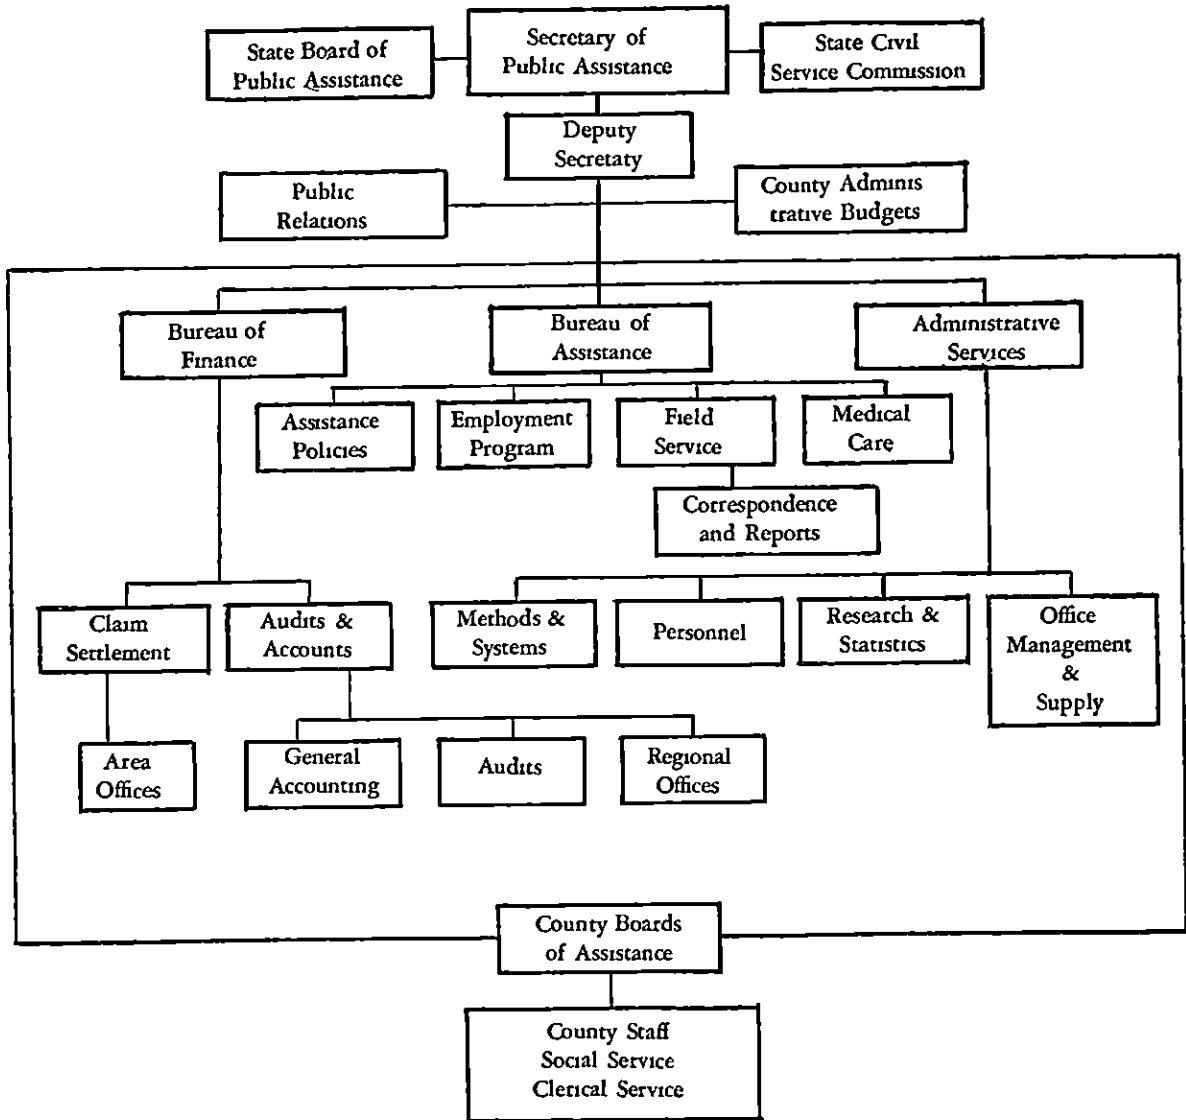 State Board of
Public Assistance
Secretary of
Public Assistance
State Civil
Service Commission
Deputy
Secretary
Public
Relations
County Adminis
trative Budgets
Bureau of
Finance
Bureau of
Assistance
Administrative
Services
Assistance
Policies
Employment
Program
Field
Service
Medical
Care
Correspondence
and Reports
Claim
Settlement
Audits &
Accounts
Methods &
Systems
Personnel
Research &
Statistics
Office
Management
&
Supply
Area
Offices
General
Accounting
Audits
Regional
Offices
County Boards
of Assistance
County Staff
Social Service
Clerical Service